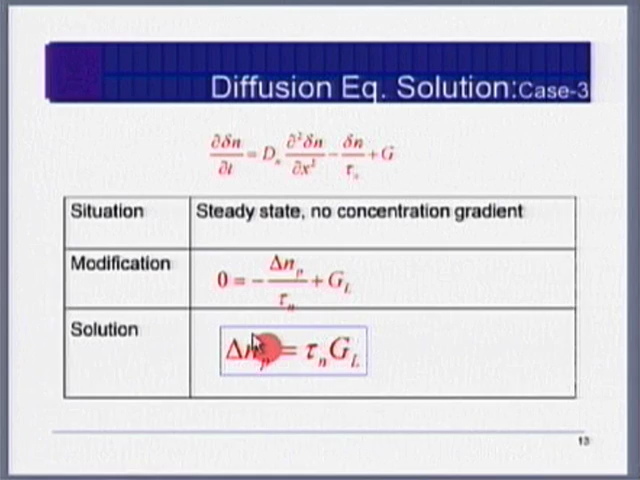 Diffusion Eq. Solution:Case-3
∂δn/∂t = Dₙ ∂²δn/∂x² − δn/τₙ + G
Situation Steady state, no concentration gradient
Modification 0 = − Δnₚ/τₙ + G_L
Solution Δnₚ = τₙG_L
13